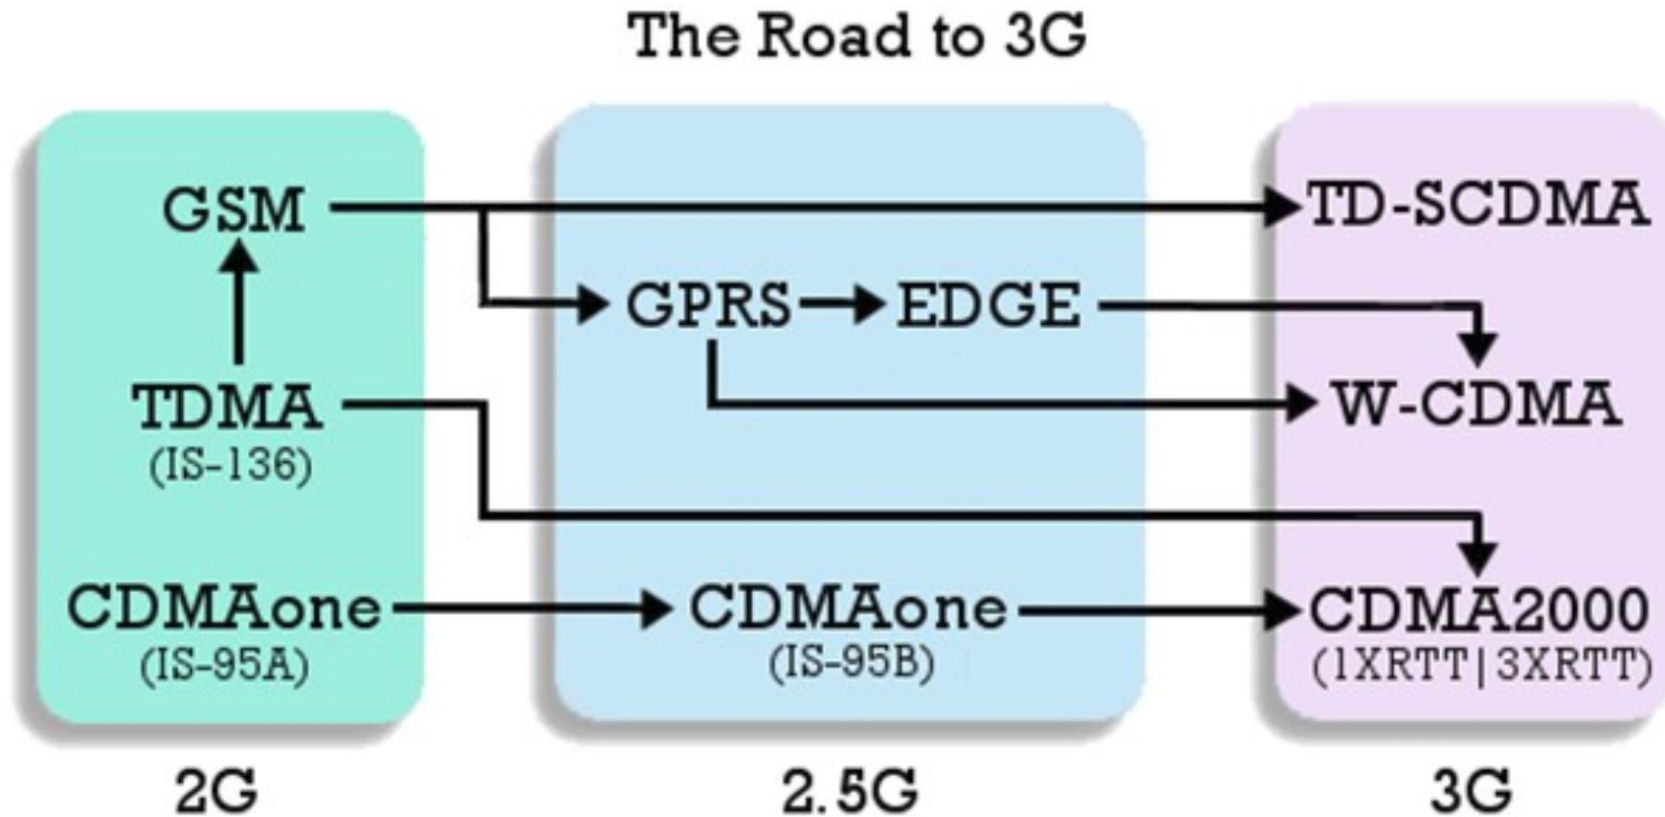 The Road to 3G
GSM
TD-SCDMA
GPRS
EDGE
TDMA
(IS-136)
W-CDMA
CDMAone
(IS-95A)
CDMAone
(IS-95B)
CDMA2000
(1XRTT|3XRTT)
2G
2.5G
3G